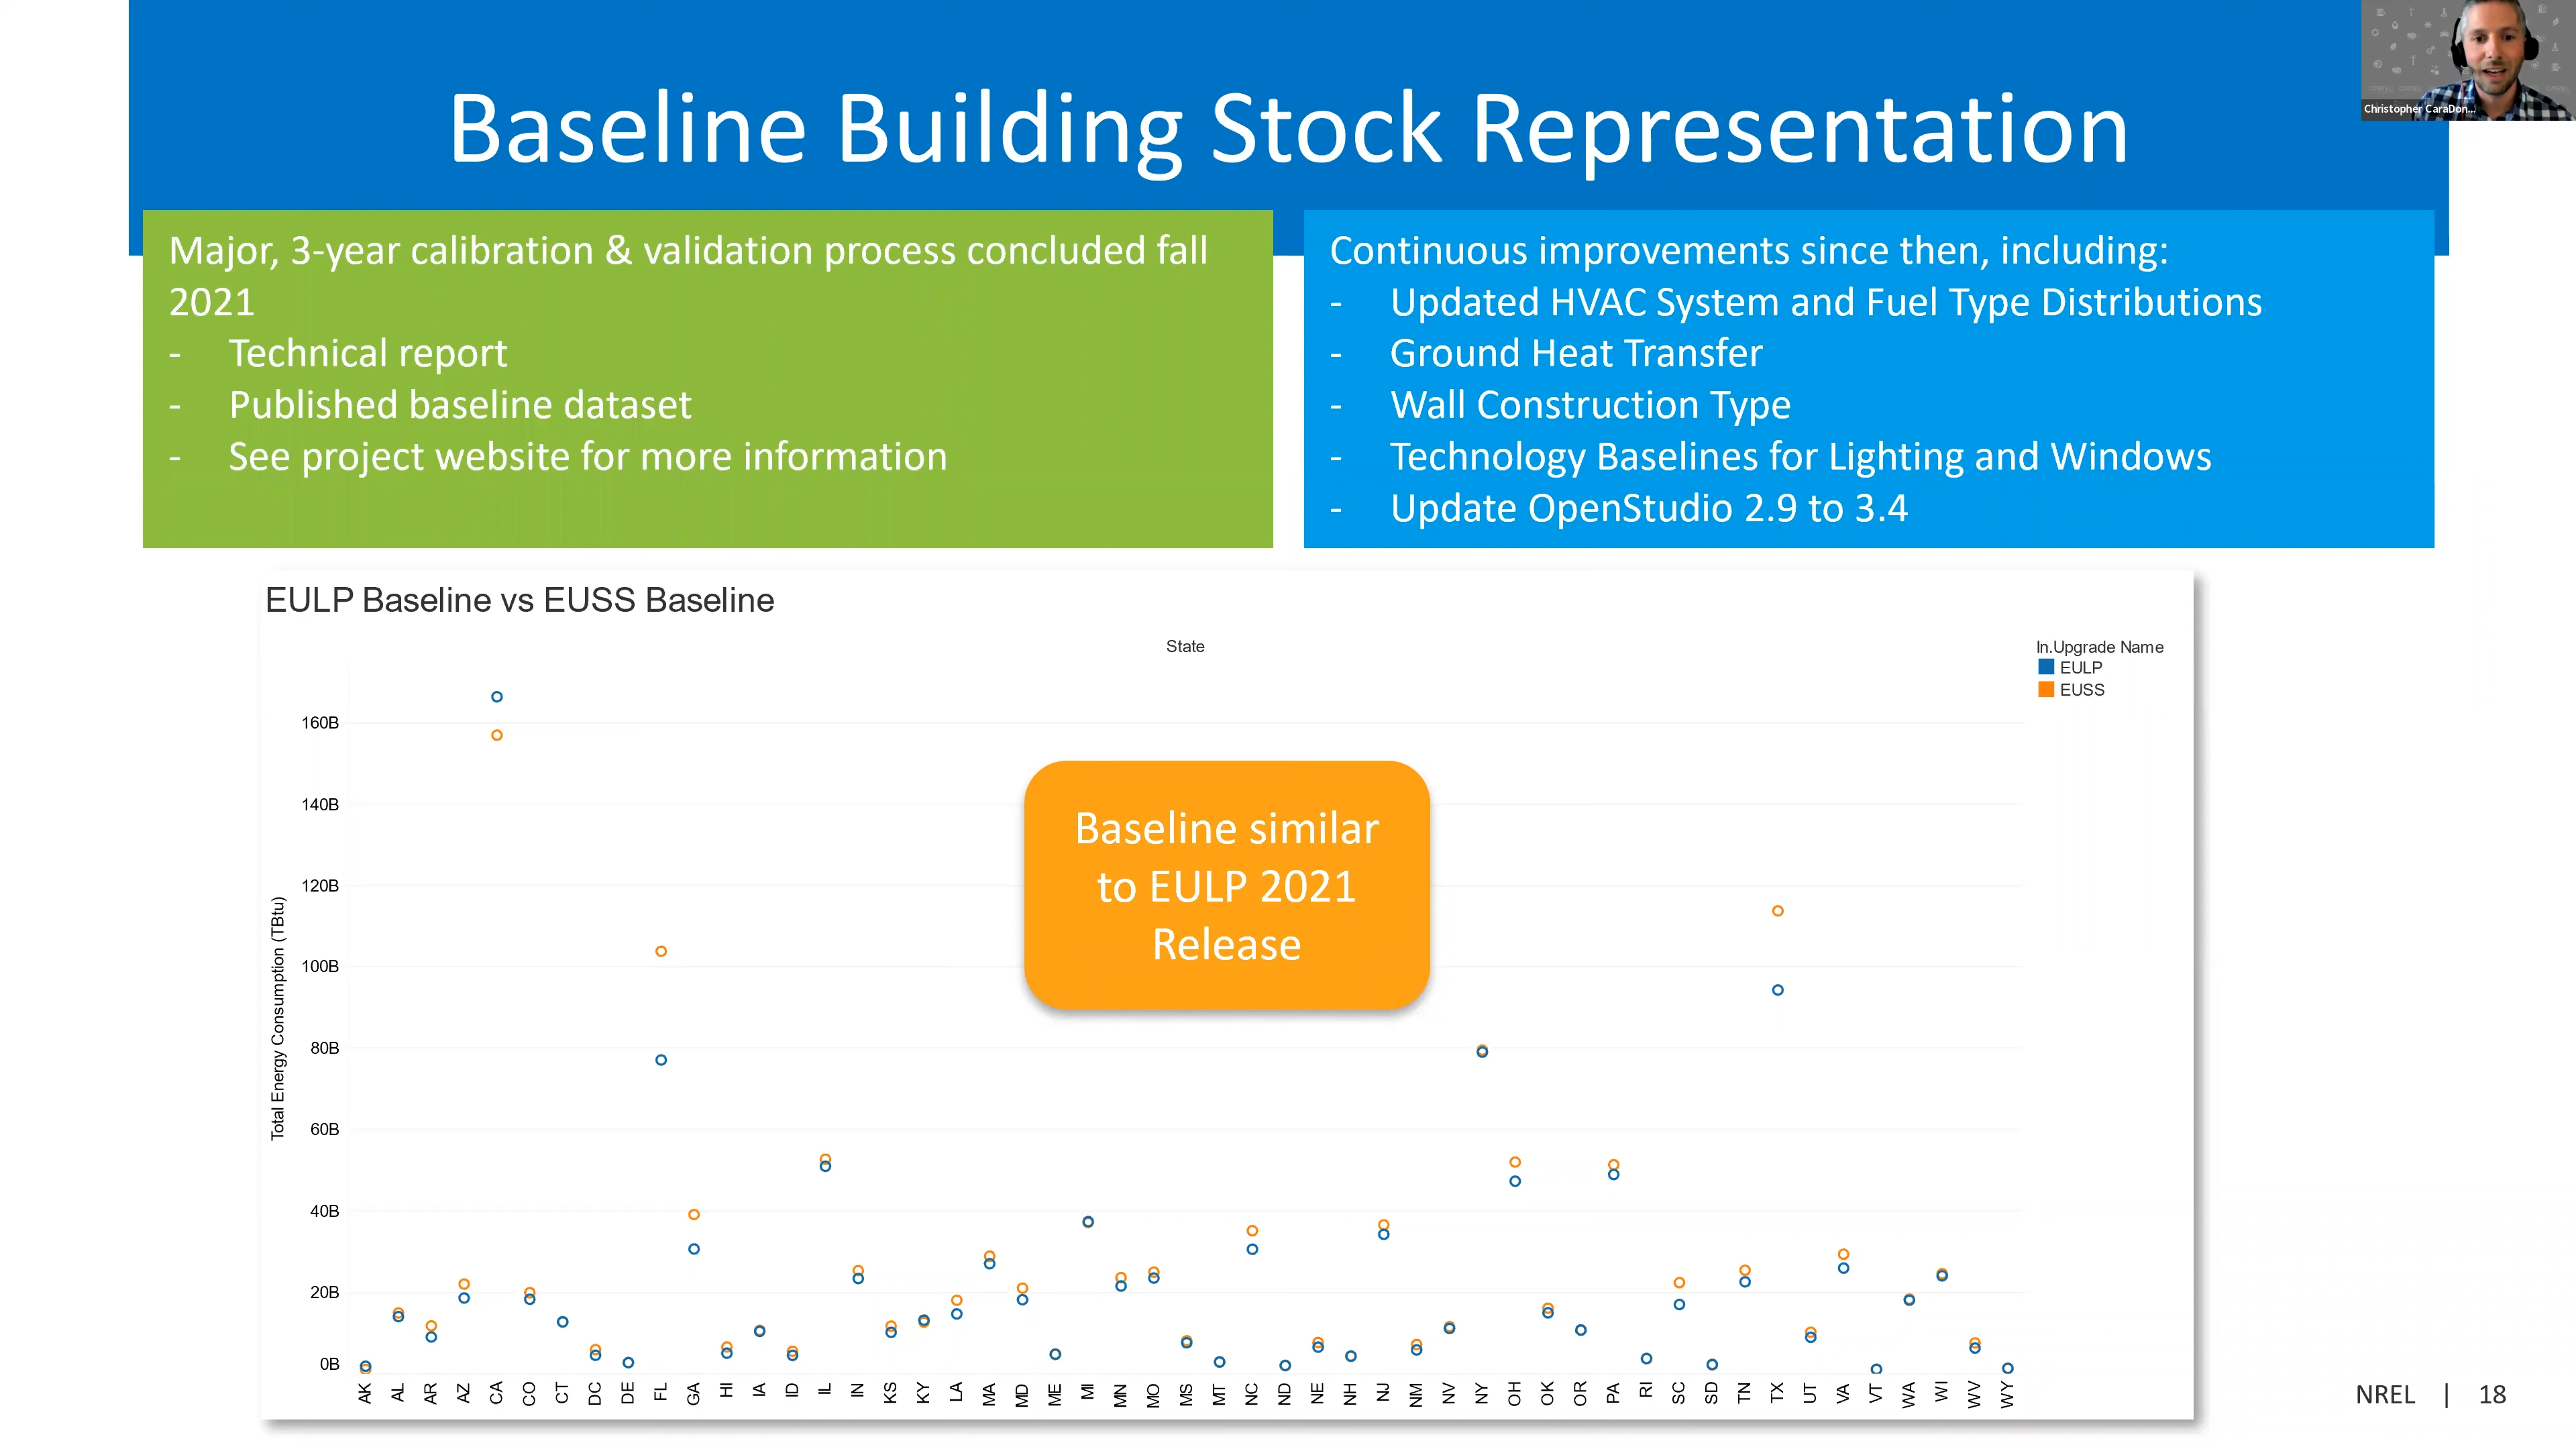 Baseline Building Stock Representation
Christopher CaraDon...
Major, 3-year calibration & validation process concluded fall
2021
- Technical report
- Published baseline dataset
- See project website for more information
Continuous improvements since then, including:
- Updated HVAC System and Fuel Type Distributions
- Ground Heat Transfer
- Wall Construction Type
- Technology Baselines for Lighting and Windows
- Update OpenStudio 2.9 to 3.4
EULP Baseline vs EUSS Baseline
State
In.Upgrade Name
EULP
EUSS
Total Energy Consumption (TBtu)
160B
140B
120B
100B
80B
60B
40B
20B
0B
Baseline similar
to EULP 2021
Release
AK AL AR AZ CA CO CT DC DE FL GA HI IA ID IL IN KS KY LA MA MD ME MI MN MO MS MT NC ND NE NH NJ NM NV NY OH OK OR PA RI SC SD TN TX UT VA VT WA WI WV WY
NREL | 18